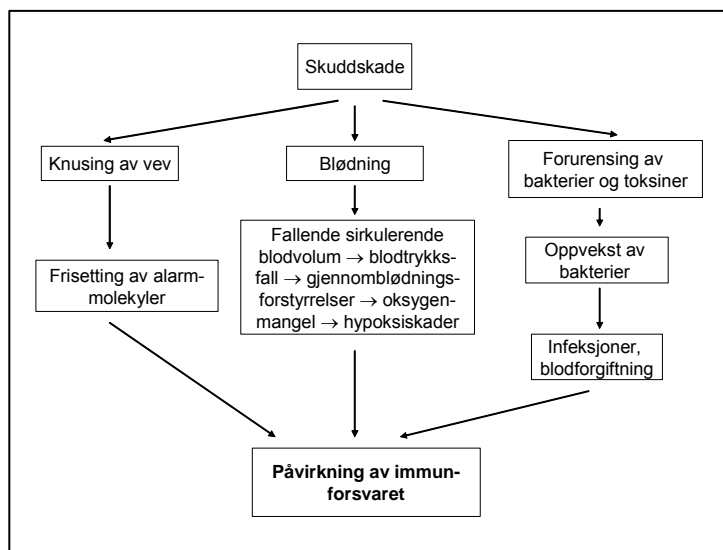 Skuddskade
Knusing av vev
Blødning
Forurensing av
bakterier og toksiner
Frisetting av alarm-
molekyler
Fallende sirkulerende
blodvolum → blodtrykks-
fall → gjennomblødnings-
forstyrrelser → oksygen-
mangel → hypoksiskader
Oppvekst av
bakterier
Infeksjoner,
blodforgiftning
Påvirkning av immun-
forsvaret